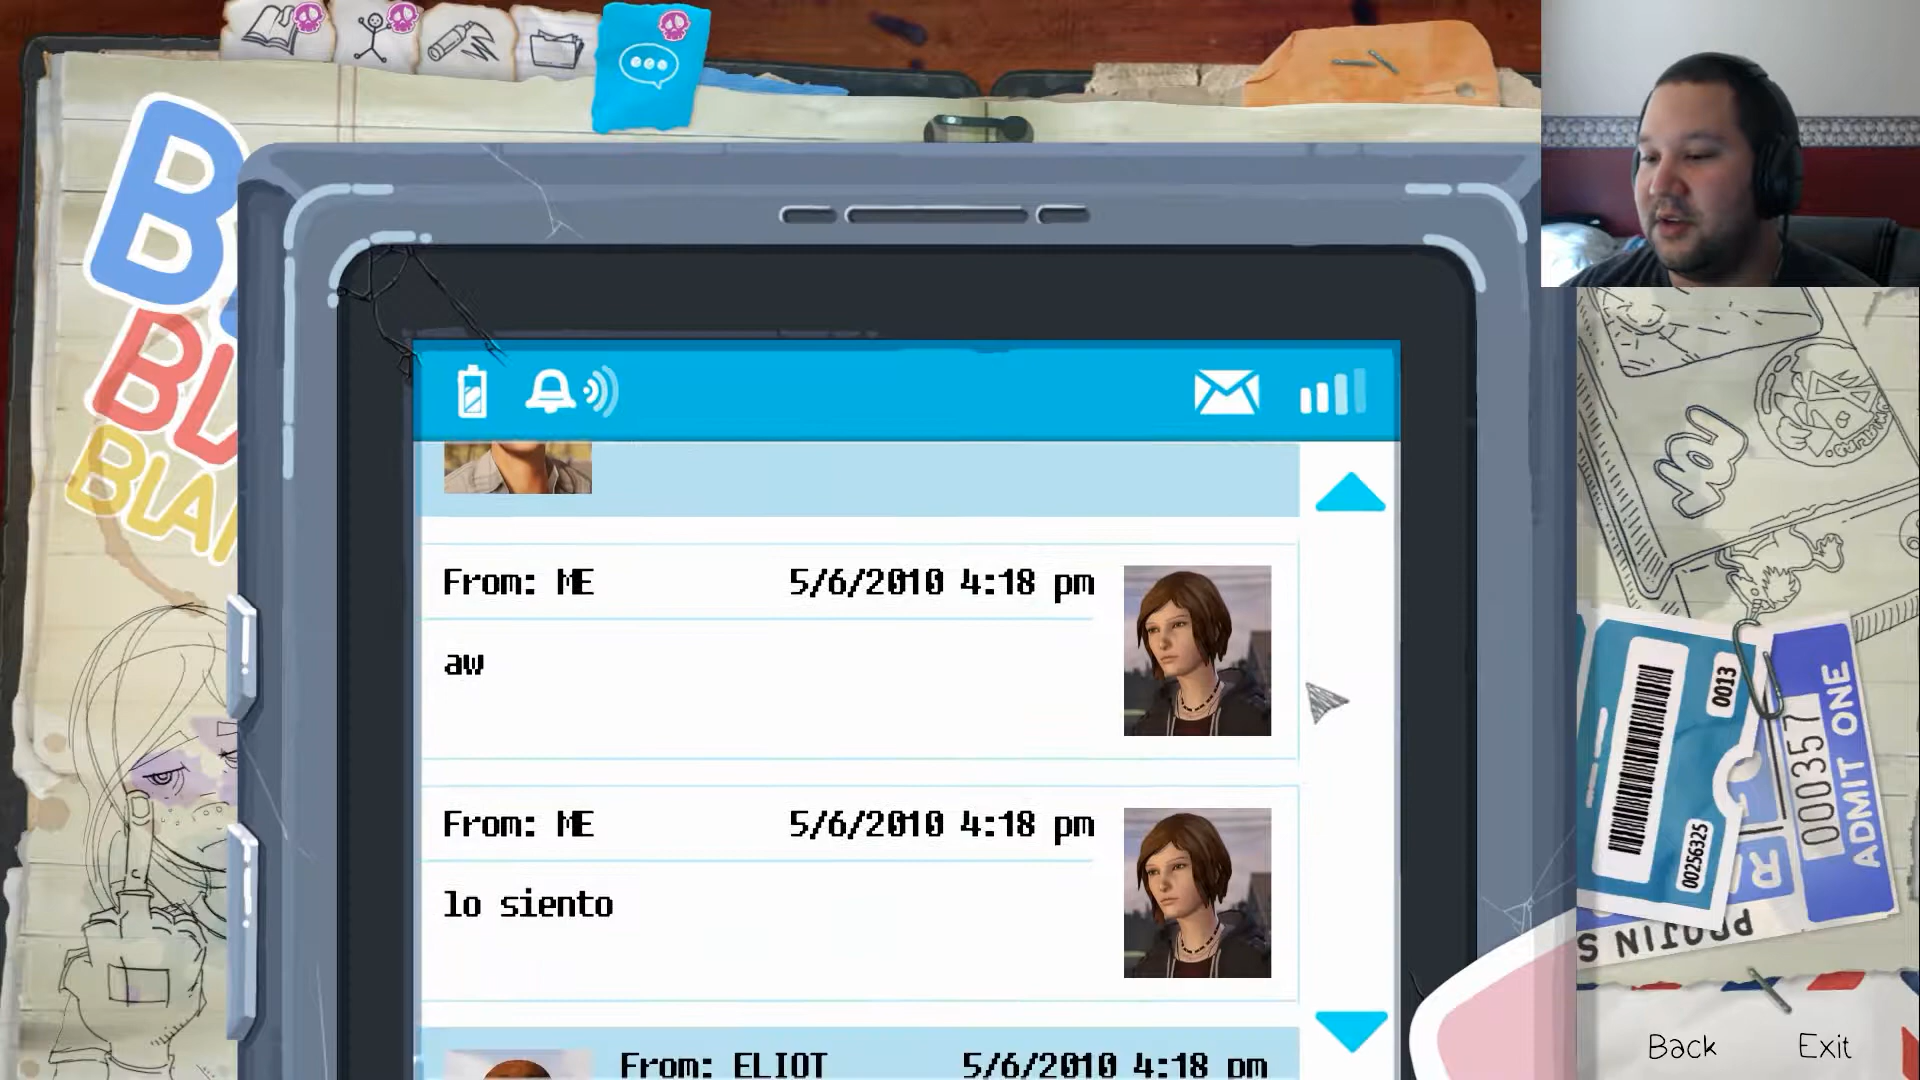 From: ME 5/6/2010 4:18 pm
aw
From: ME 5/6/2010 4:18 pm
lo siento
From: ELIOT 5/6/2010 4:18 pm
0013
00256325
000357
ADMIT ONE
Back Exit